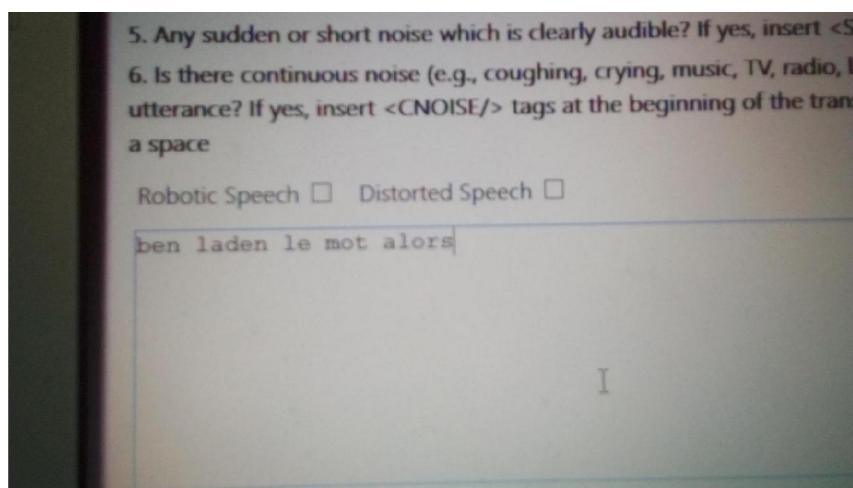 5. Any sudden or short noise which is clearly audible? If yes, insert <S
6. Is there continuous noise (e.g., coughing, crying, music, TV, radio,
utterance? If yes, insert <CNOISE/> tags at the beginning of the tran
a space
Robotic Speech Distorted Speech
ben laden le mot alors